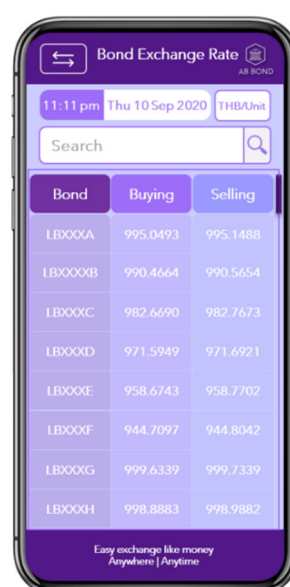 Bond Exchange Rate
AB BOND
11:11 pm Thu 10 Sep 2020 THB/Unit
Search
Bond Buying Selling
LBXXXA 995.0493 995.1488
LBXXXXB 990.4664 990.5654
LBXXXC 982.6690 982.7673
LBXXXD 971.5949 971.6921
LBXXXE 958.6743 958.7702
LBXXXF 944.7097 944.8042
LBXXXG 999.6339 999.7339
LBXXXH 998.8883 998.9882
Easy exchange like money
Anywhere | Anytime